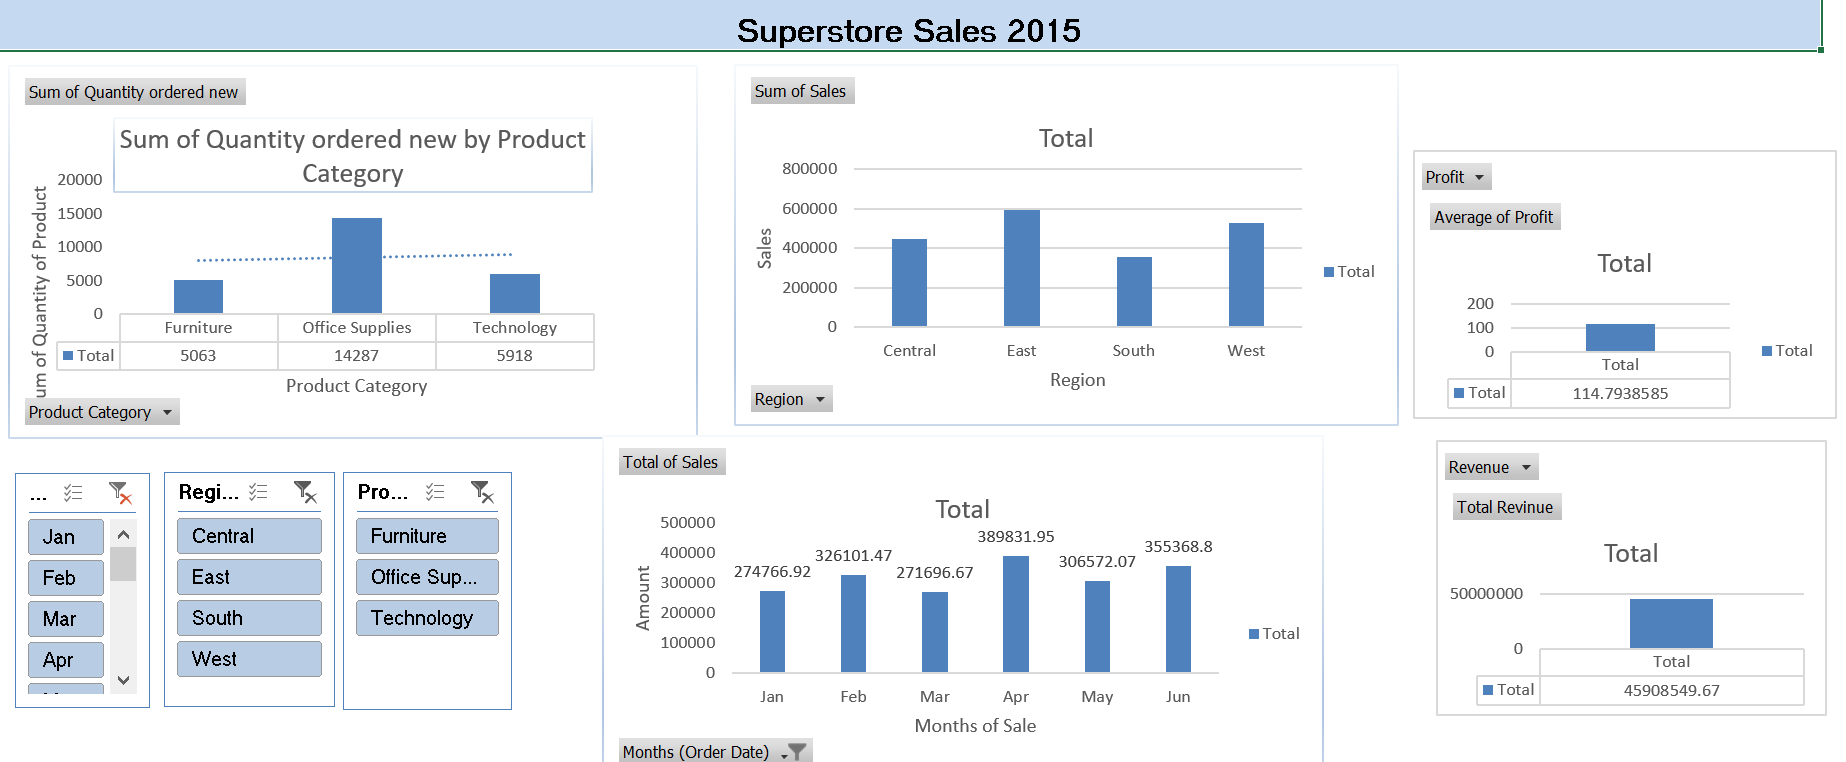 Superstore Sales 2015
Sum of Quantity ordered new
Sum of Quantity ordered new by Product
Category
um of Quantity of Product
20000
15000
10000
5000
0
Furniture Office Supplies Technology
Total 5063 14287 5918
Product Category
Product Category
Sum of Sales
Total
Sales
800000
600000
400000
200000
0
Central East South West
Region
Total
Region
Profit
Average of Profit
Total
200
100
0
Total
Total 114.7938585
Total
... 
Jan
Feb
Mar
Apr
Regi...
Central
East
South
West
Pro...
Furniture
Office Sup...
Technology
Total of Sales
Total
Amount
500000
400000
300000
200000
100000
0
274766.92 326101.47 271696.67 389831.95 306572.07 355368.8
Jan Feb Mar Apr May Jun
Months of Sale
Total
Months (Order Date)
Revenue
Total Revinue
Total
50000000
0
Total
Total 45908549.67